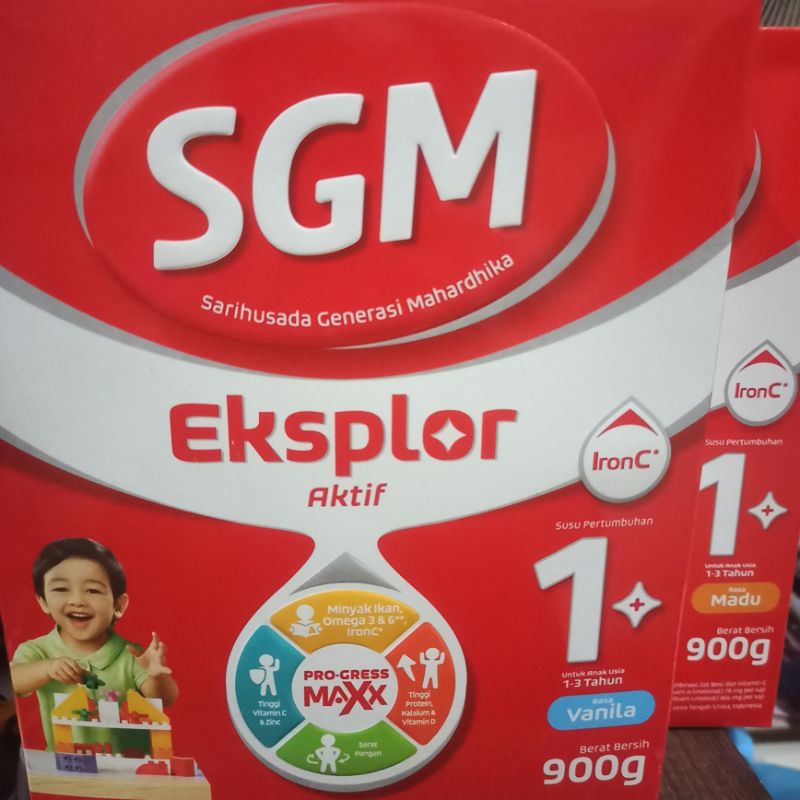 SGM
Sarihusada Generasi Mahardhika
Eksplor
Aktif
IronC*
Susu Pertumbuhan
1+
Untuk Anak Usia
1-3 Tahun
Rasa
Vanila
Berat Bersih
900g
Minyak Ikan,
Omega 3 & 6**,
IronC*
Tinggi
Vitamin C
& Zinc
PRO-GRESS
MAXX
Tinggi
Protein,
Kalsium &
Vitamin D
Serat
Pangan
IronC*
Susu Pertumbuhan
1+
Untuk Anak Usia
1-3 Tahun
Rasa
Madu
Berat Bersih
900g